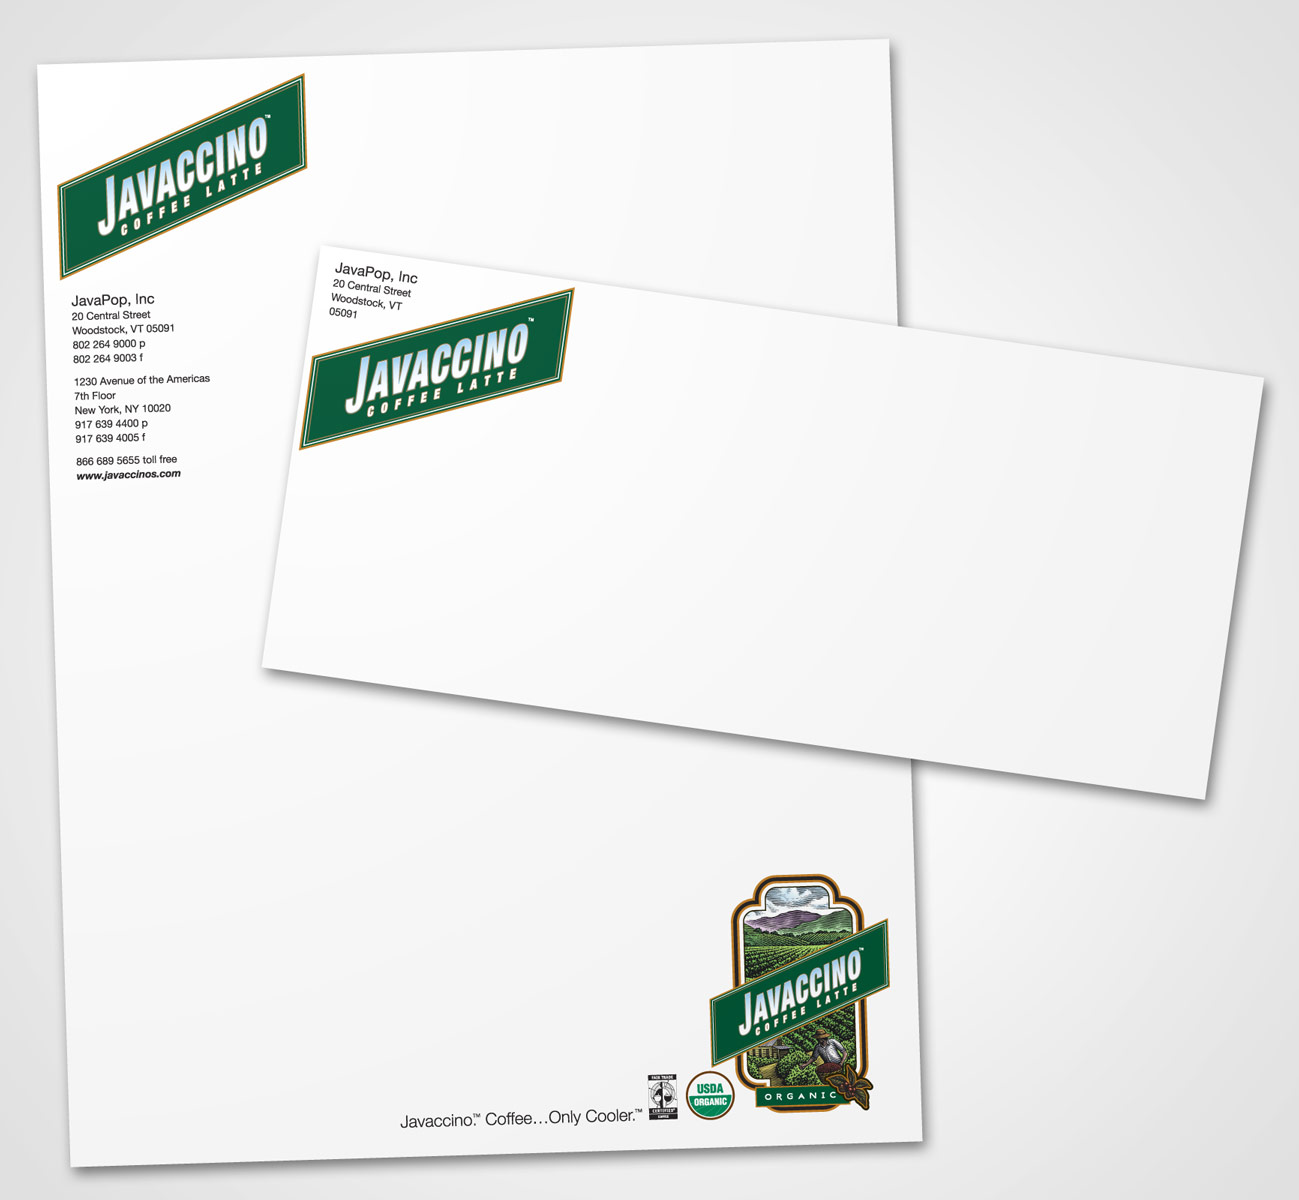 JAVACCINO™
COFFEE LATTE
JavaPop, Inc
20 Central Street
Woodstock, VT 05091
802 264 9000 p
802 264 9003 f
1230 Avenue of the Americas
7th Floor
New York, NY 10020
917 639 4400 p
917 639 4005 f
866 689 5655 toll free
www.javaccinos.com
JavaPop, Inc
20 Central Street
Woodstock, VT
05091
JAVACCINO™
COFFEE LATTE
JAVACCINO™
COFFEE LATTE
ORGANIC
FAIR TRADE
CERTIFIED
USDA
ORGANIC
Javaccino.™ Coffee...Only Cooler.™